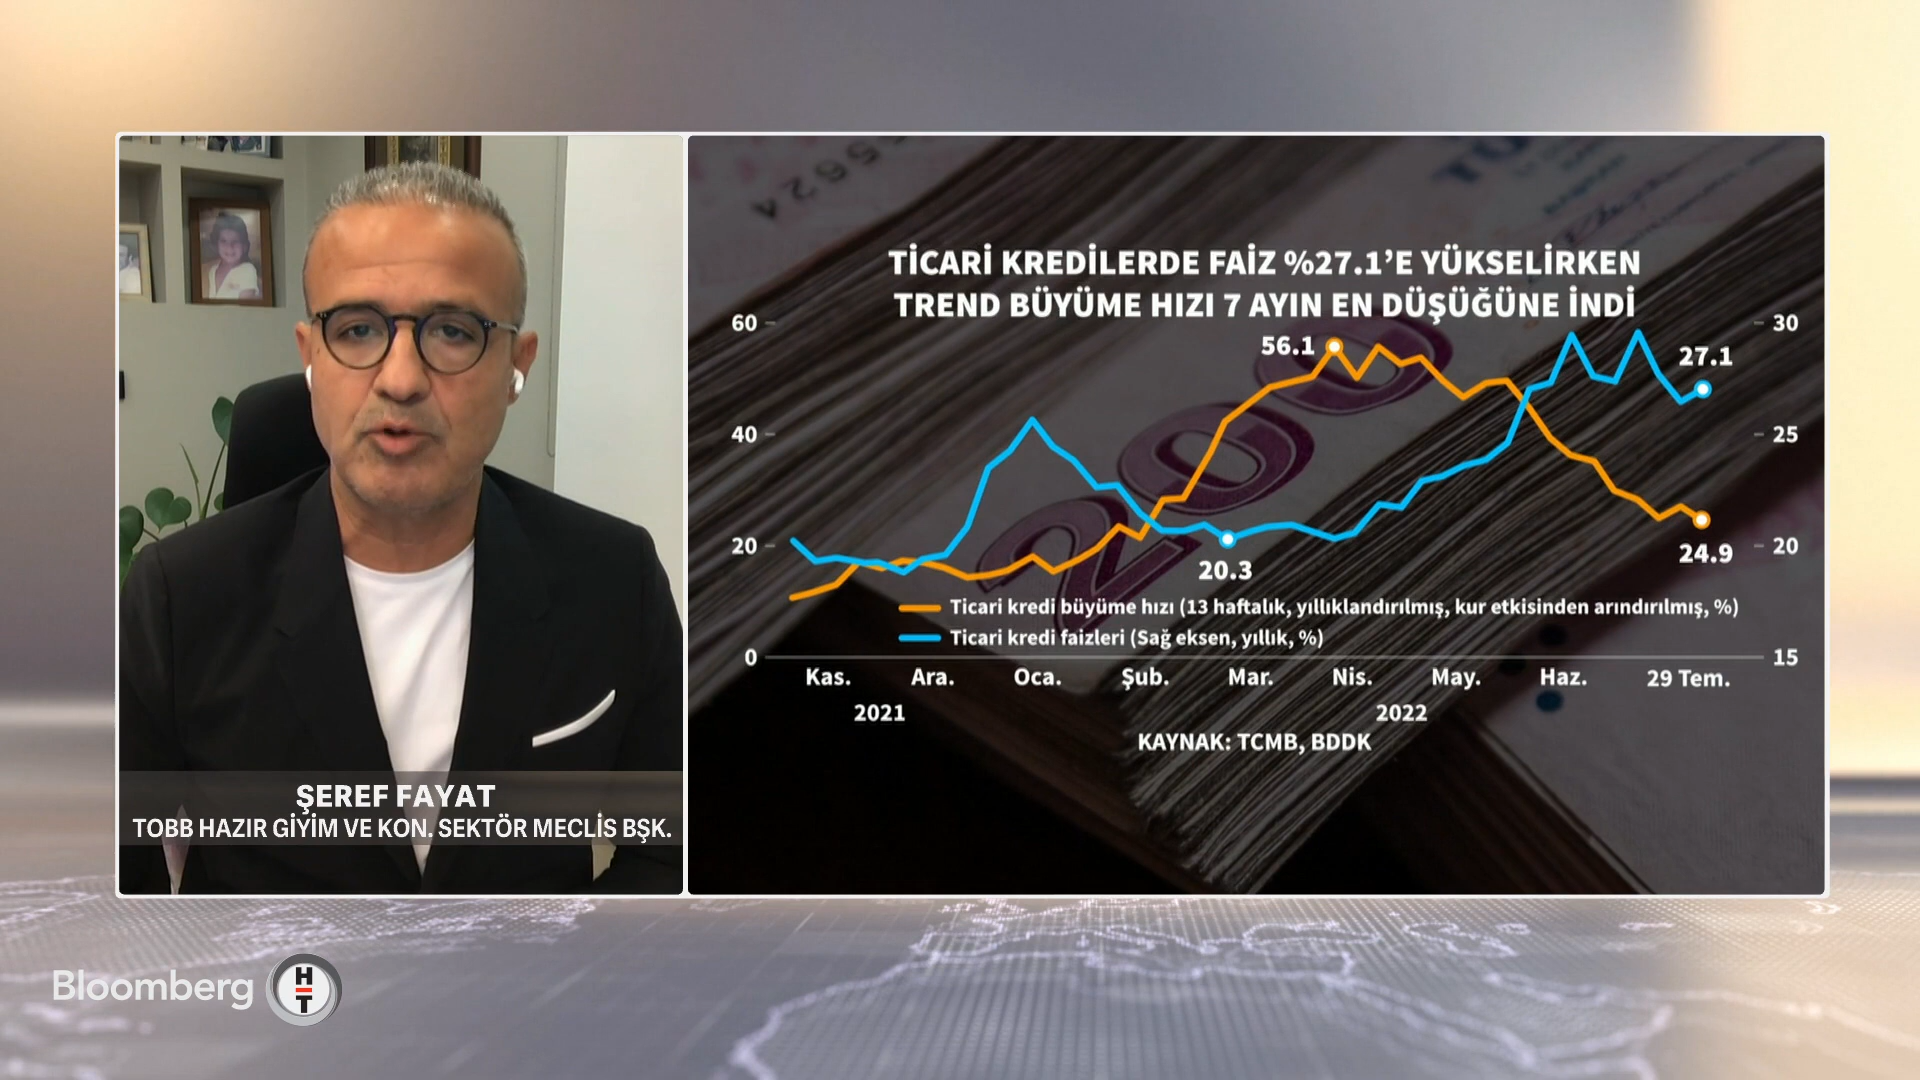 ŞEREF FAYAT
TOBB HAZIR GİYİM VE KON. SEKTÖR MECLİS BŞK.
TİCARİ KREDİLERDE FAİZ %27.1'E YÜKSELİRKEN
TREND BÜYÜME HIZI 7 AYIN EN DÜŞÜĞÜNE İNDİ
60
40
20
0
30
25
20
15
56.1
27.1
20.3
24.9
Ticari kredi büyüme hızı (13 haftalık, yıllıklandırılmış, kur etkisinden arındırılmış, %)
Ticari kredi faizleri (Sağ eksen, yıllık, %)
Kas. Ara. Oca. Şub. Mar. Nis. May. Haz. 29 Tem.
2021 2022
KAYNAK: TCMB, BDDK
200
Bloomberg HT